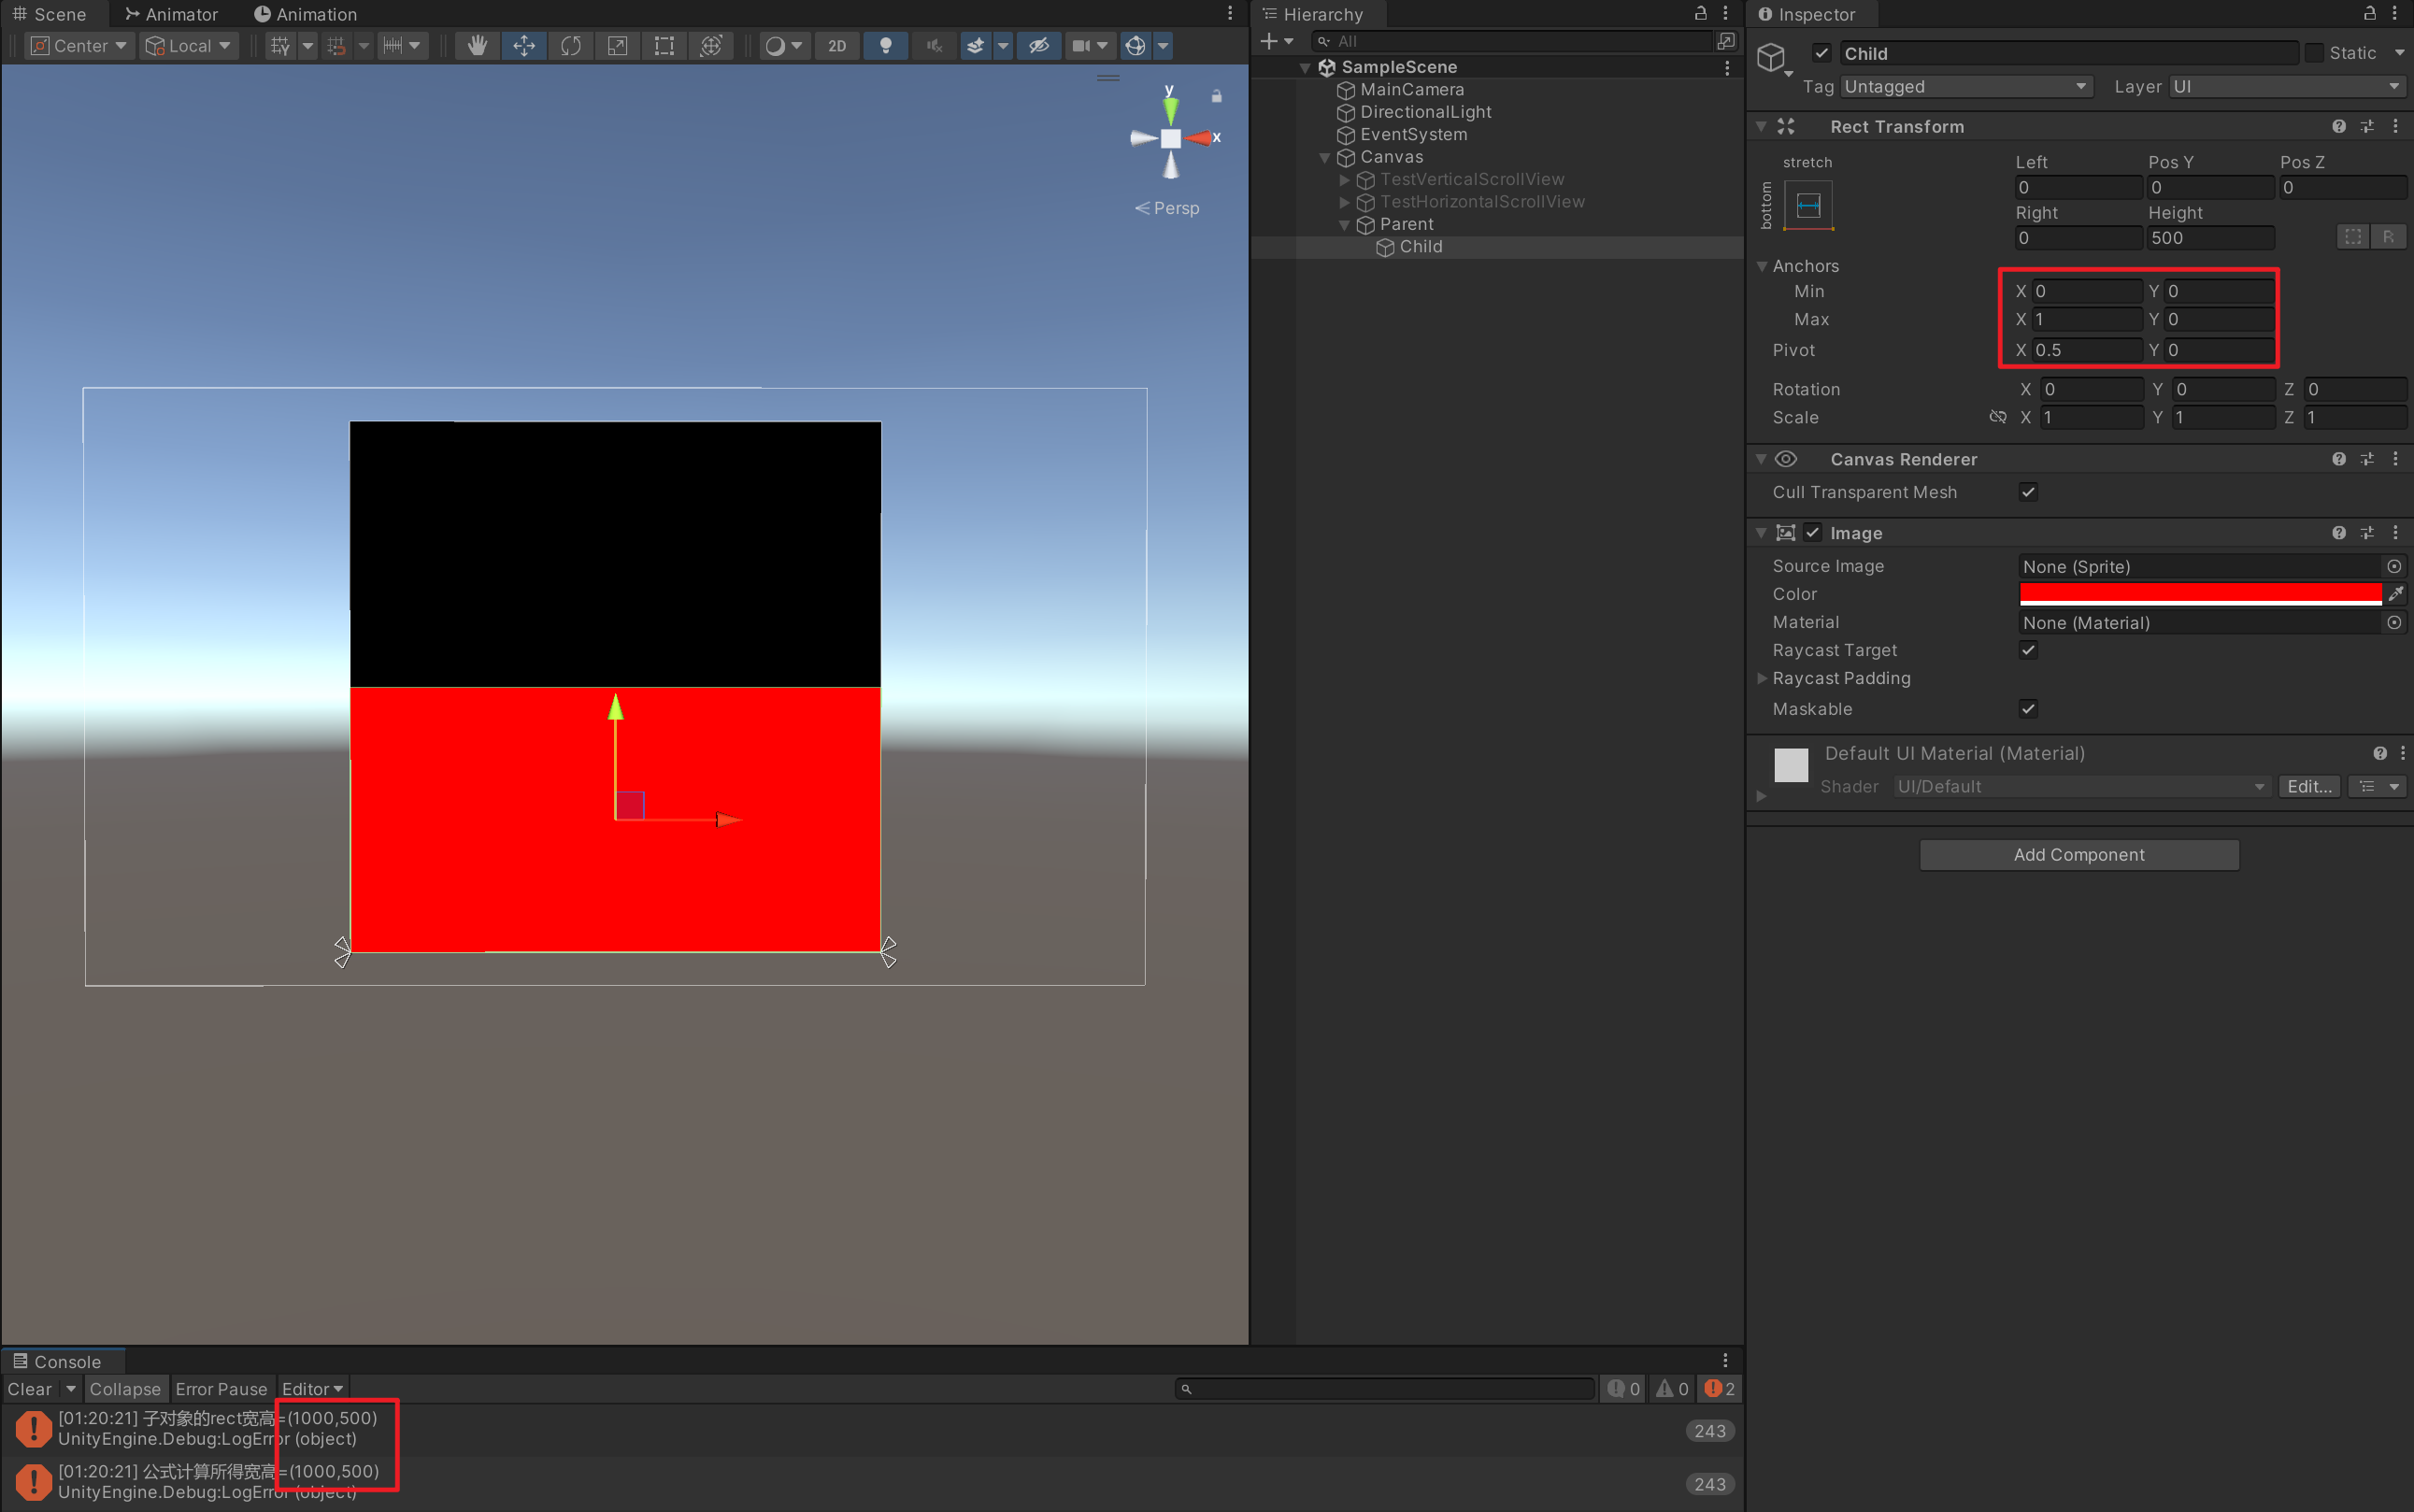 Scene
Animator
Animation
Center
Local
2D
y
x
Persp
Hierarchy
All
SampleScene
MainCamera
DirectionalLight
EventSystem
Canvas
TestVerticalScrollView
TestHorizontalScrollView
Parent
Child
Inspector
Child
Static
Tag Untagged Layer UI
Rect Transform
stretch
bottom
Left Pos Y Pos Z
0 0 0
Right Height
0 500
R
Anchors
Min X 0 Y 0
Max X 1 Y 0
Pivot X 0.5 Y 0
Rotation X 0 Y 0 Z 0
Scale X 1 Y 1 Z 1
Canvas Renderer
Cull Transparent Mesh
Image
Source Image None (Sprite)
Color
Material None (Material)
Raycast Target
Raycast Padding
Maskable
Default UI Material (Material)
Shader UI/Default Edit...
Add Component
Console
Clear Collapse Error Pause Editor
0 0 2
[01:20:21] 子对象的rect宽高=(1000,500)
UnityEngine.Debug:LogError (object)
243
[01:20:21] 公式计算所得宽高=(1000,500)
UnityEngine.Debug:LogError (object)
243